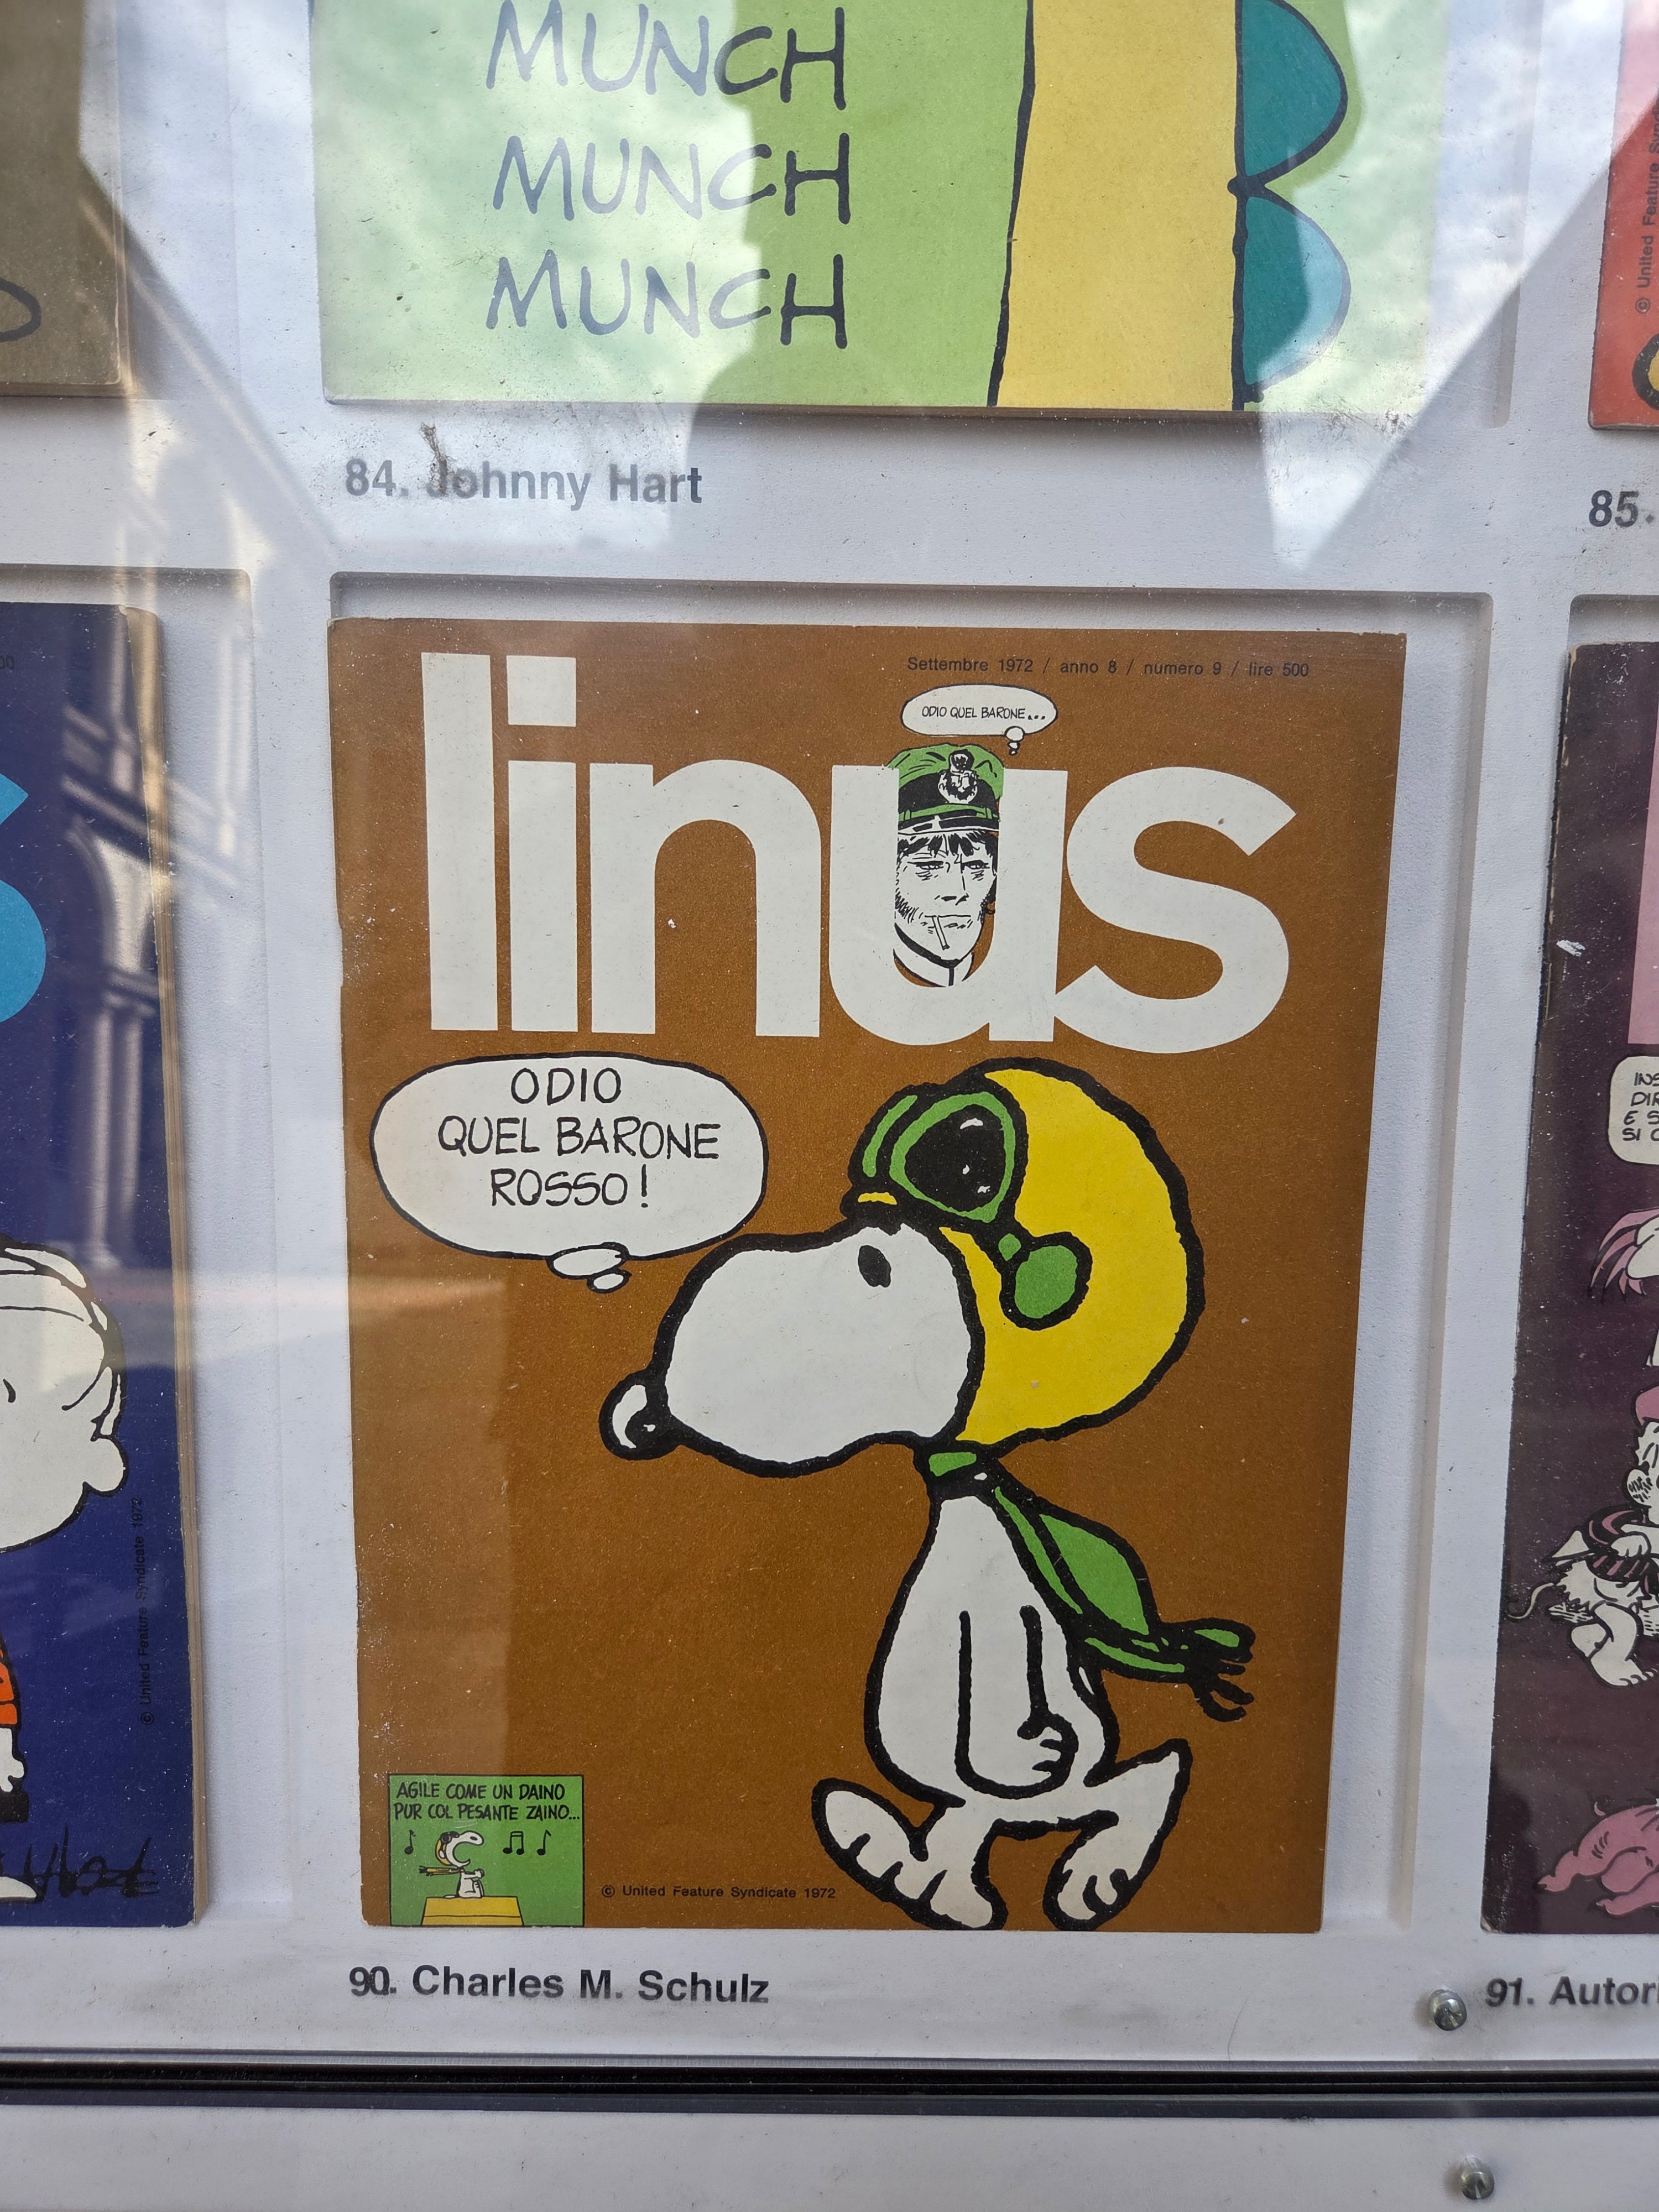 MUNCH
MUNCH
MUNCH
84. Johnny Hart
85.
© United Feature
linus
Settembre 1972 / anno 8 / numero 9 / lire 500
ODIO QUEL BARONE...
ODIO
QUEL BARONE
ROSSO!
AGILE COME UN DAINO
PUR COL PESANTE ZAINO...
© United Feature Syndicate 1972
90. Charles M. Schulz
© United Feature Syndicate 1972
91.